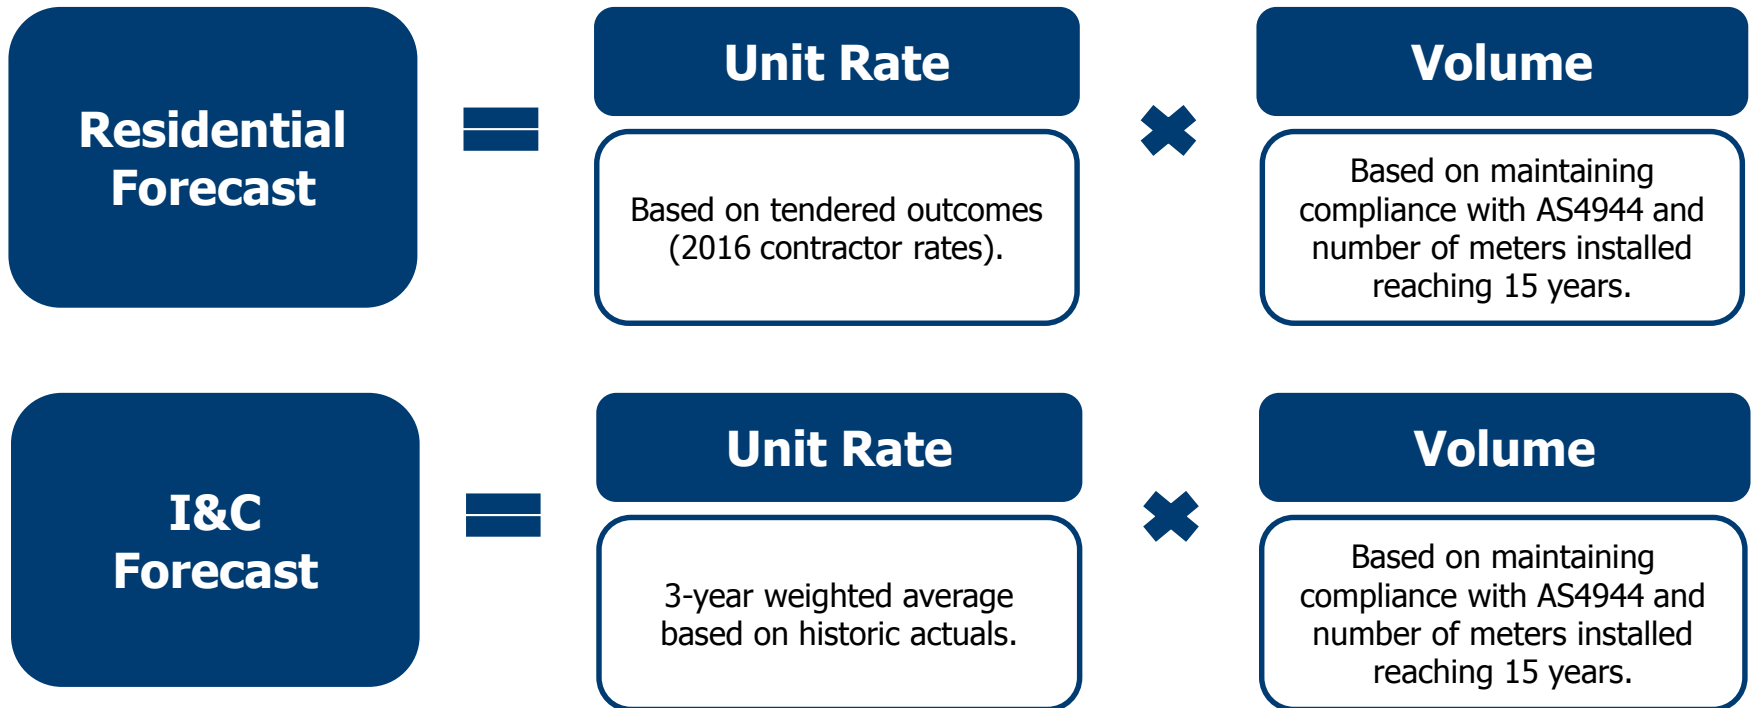 Residential
Forecast
Unit Rate
Based on tendered outcomes
(2016 contractor rates).
Volume
Based on maintaining
compliance with AS4944 and
number of meters installed
reaching 15 years.
I&C
Forecast
Unit Rate
3-year weighted average
based on historic actuals.
Volume
Based on maintaining
compliance with AS4944 and
number of meters installed
reaching 15 years.